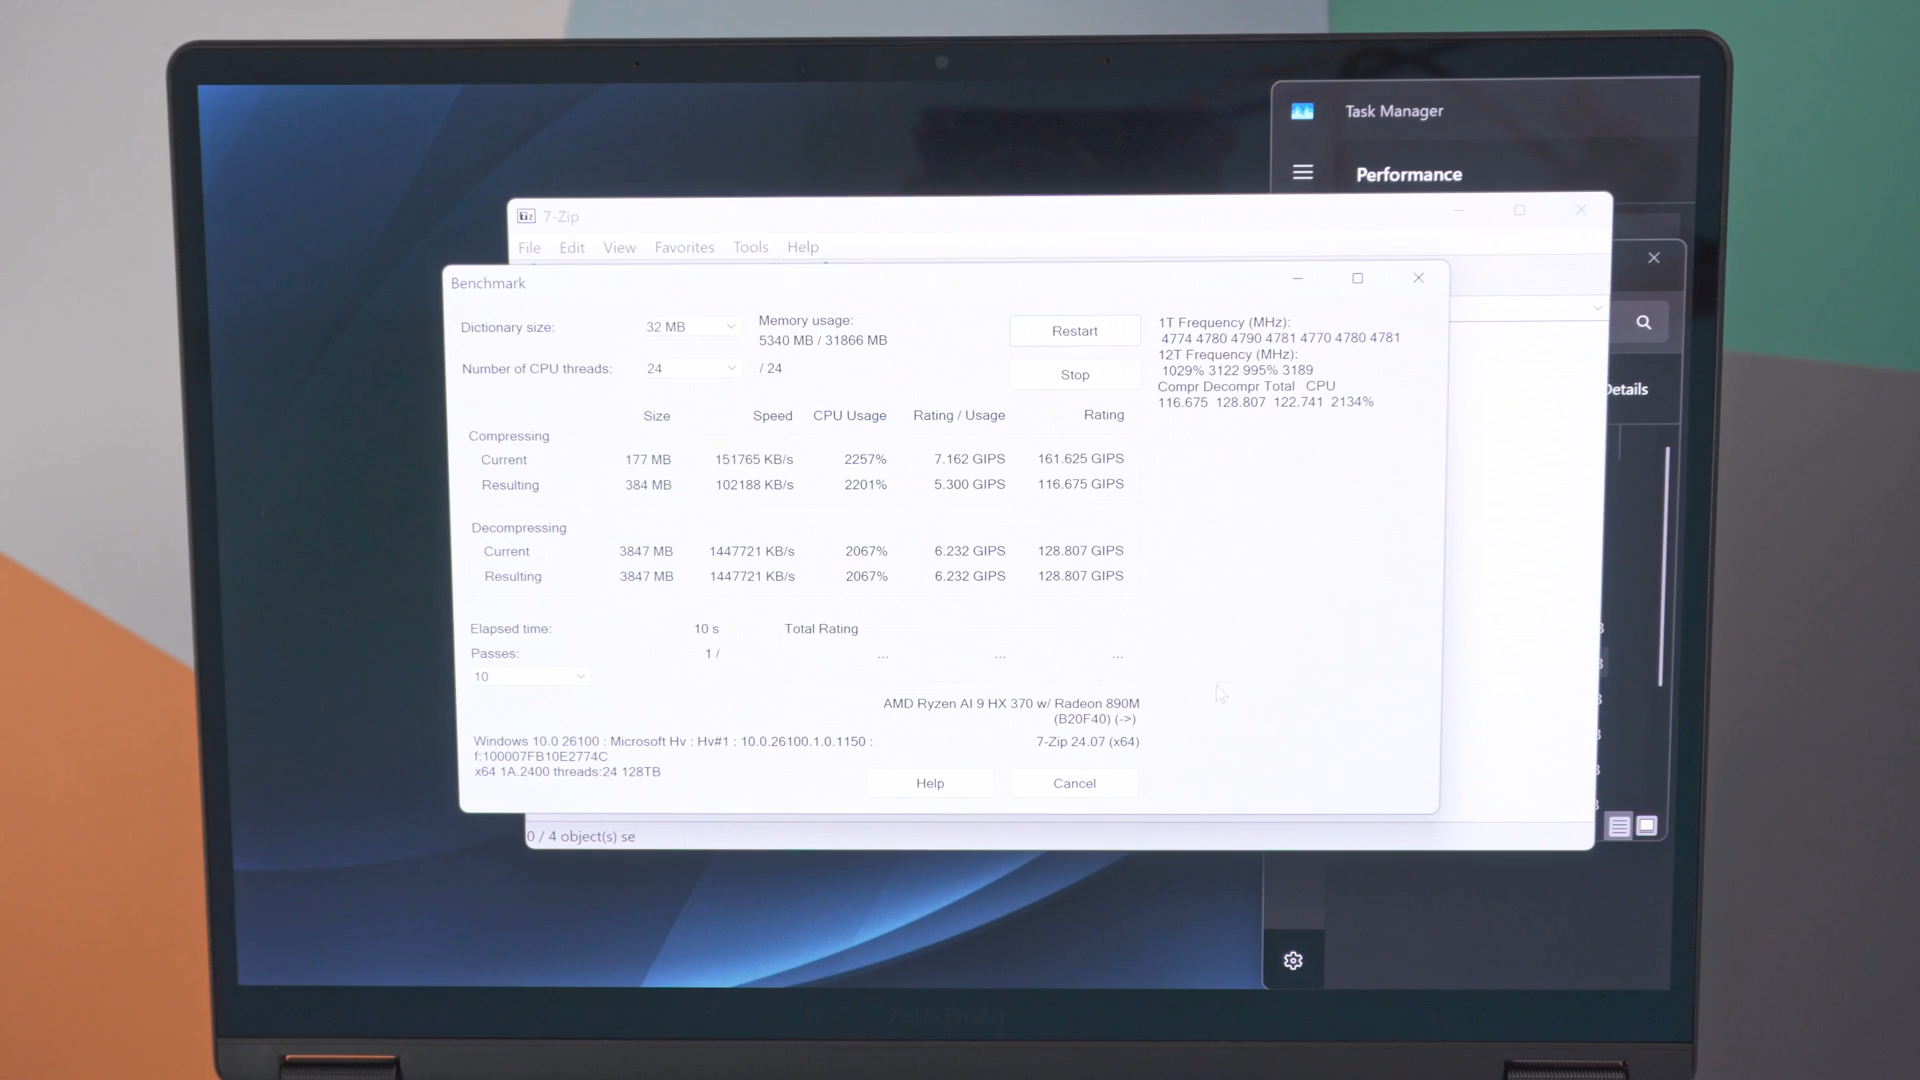 Task Manager
Performance
7-Zip
File Edit View Favorites Tools Help
Benchmark
Dictionary size: 32 MB
Memory usage:
5340 MB / 31866 MB
Restart
Number of CPU threads: 24 / 24
Stop
1T Frequency (MHz):
4774 4780 4790 4781 4770 4780 4781
12T Frequency (MHz):
1029% 3122 995% 3189
Compr Decompr Total CPU
116.675 128.807 122.741 2134%
Details
Size Speed CPU Usage Rating / Usage Rating
Compressing
Current 177 MB 151765 KB/s 2257% 7.162 GIPS 161.625 GIPS
Resulting 384 MB 102188 KB/s 2201% 5.300 GIPS 116.675 GIPS
Decompressing
Current 3847 MB 1447721 KB/s 2067% 6.232 GIPS 128.807 GIPS
Resulting 3847 MB 1447721 KB/s 2067% 6.232 GIPS 128.807 GIPS
Elapsed time: 10 s
Total Rating
Passes: 1 /
... ... ...
10
AMD Ryzen AI 9 HX 370 w/ Radeon 890M
(B20F40) (->)
Windows 10.0 26100 : Microsoft Hv : Hv#1 : 10.0.26100.1.0.1150 :
f:100007FB10E2774C
x64 1A.2400 threads:24 128TB
7-Zip 24.07 (x64)
Help Cancel
0 / 4 object(s) se
ASUS ProArt